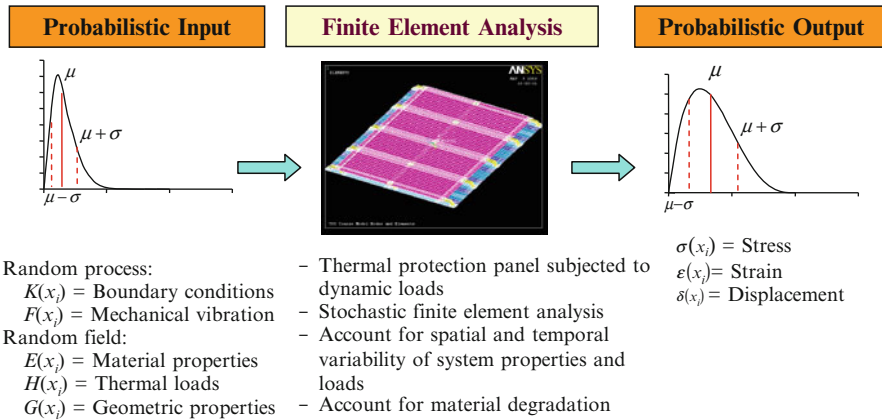 Probabilistic Input
Finite Element Analysis
Probabilistic Output
μ
μ + σ
μ − σ
ANSYS
μ
μ + σ
μ−σ
Random process:
K(xᵢ) = Boundary conditions
F(xᵢ) = Mechanical vibration
Random field:
E(xᵢ) = Material properties
H(xᵢ) = Thermal loads
G(xᵢ) = Geometric properties
– Thermal protection panel subjected to
dynamic loads
– Stochastic finite element analysis
– Account for spatial and temporal
variability of system properties and
loads
– Account for material degradation
σ(xᵢ) = Stress
ε(xᵢ)= Strain
δ(xᵢ) = Displacement